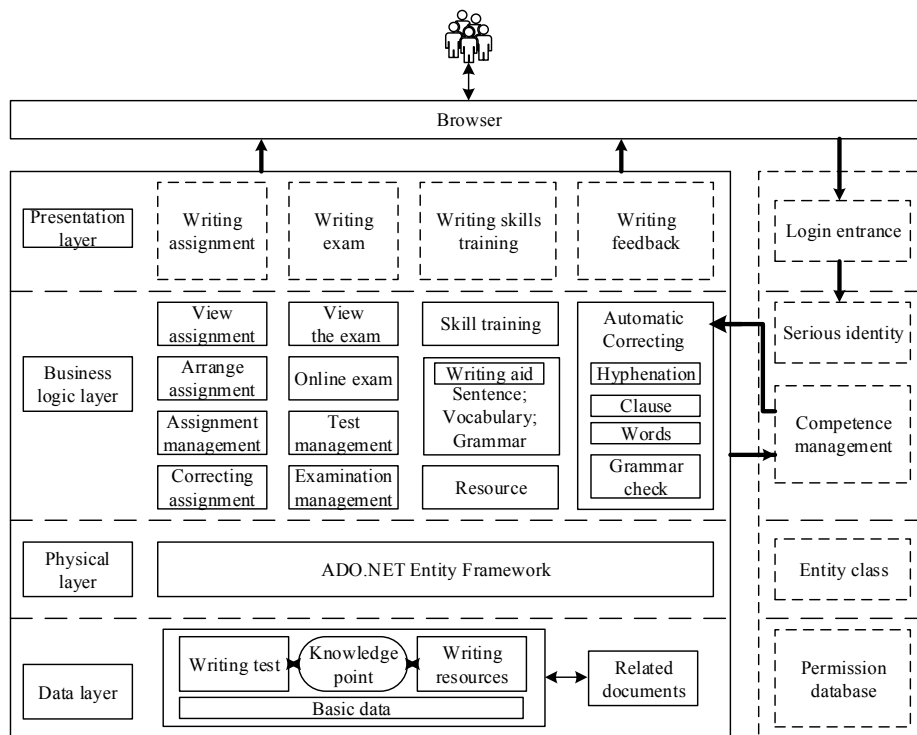 Browser
Presentation
layer
Writing
assignment
Writing
exam
Writing skills
training
Writing
feedback
Login entrance
Business
logic layer
View
assignment
Arrange
assignment
Assignment
management
Correcting
assignment
View
the exam
Online exam
Test
management
Examination
management
Skill training
Writing aid
Sentence;
Vocabulary;
Grammar
Resource
Automatic
Correcting
Hyphenation
Clause
Words
Grammar
check
Serious identity
Competence
management
Physical
layer
ADO.NET Entity Framework
Entity class
Data layer
Writing test
Knowledge
point
Writing
resources
Basic data
Related
documents
Permission
database